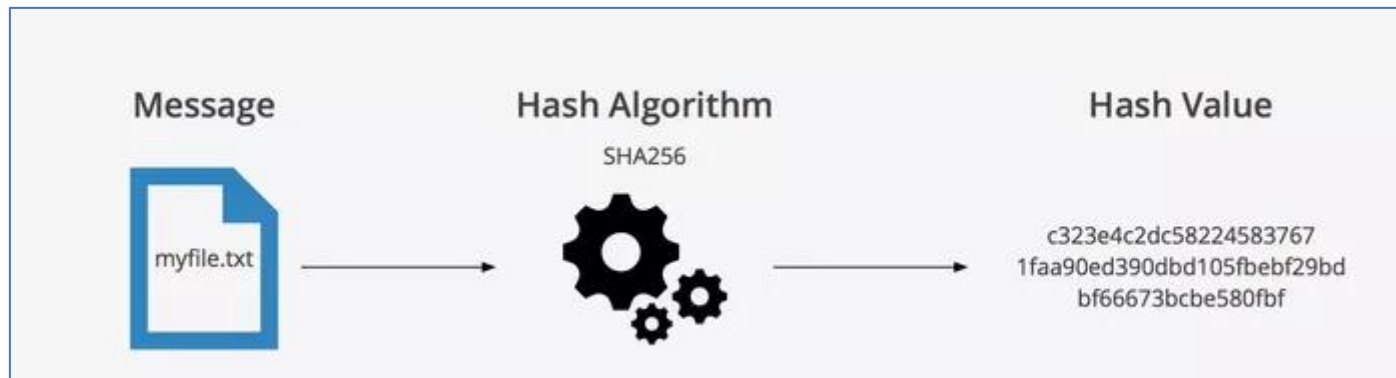 Message
Hash Algorithm
Hash Value
SHA256
myfile.txt
c323e4c2dc58224583767
1faa90ed390dbd105fbebf29bd
bf66673bcbe580fbf